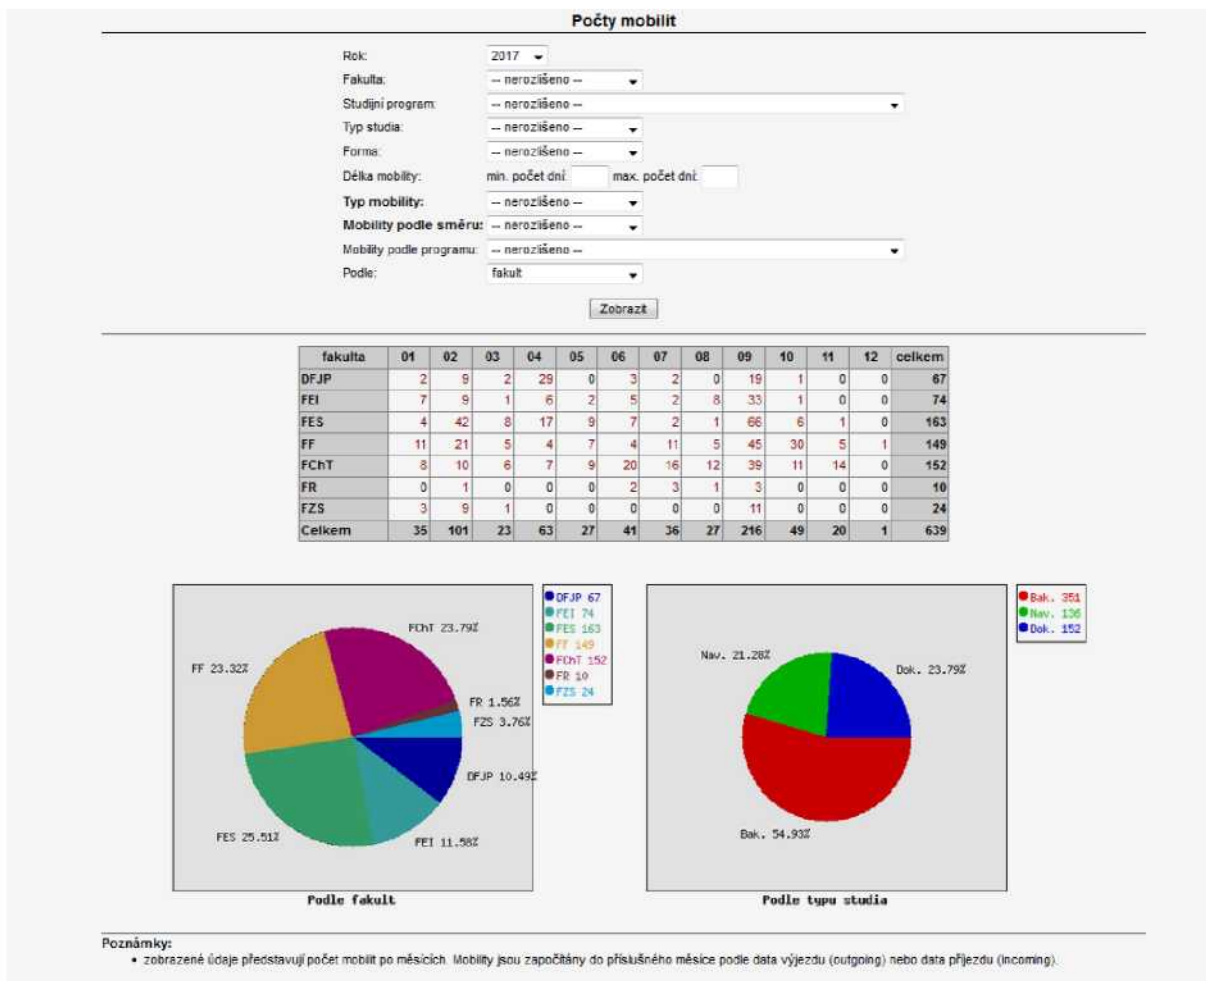 Počty mobilit
Rok: 2017
Fakulta: -- nerozlišeno --
Studijní program: -- nerozlišeno --
Typ studia: -- nerozlišeno --
Forma: -- nerozlišeno --
Délka mobility: min. počet dní: max. počet dní:
Typ mobility: -- nerozlišeno --
Mobility podle směru: -- nerozlišeno --
Mobility podle programu: -- nerozlišeno --
Podle: fakult
Zobrazit
fakulta 01 02 03 04 05 06 07 08 09 10 11 12 celkem
DFJP 2 9 2 29 0 3 2 0 19 1 0 0 67
FEI 7 9 1 6 2 5 2 8 33 1 0 0 74
FES 4 42 8 17 9 7 2 1 66 6 1 0 163
FF 11 21 5 4 7 4 11 5 45 30 5 1 149
FChT 8 10 6 7 9 20 16 12 39 11 14 0 152
FR 0 1 0 0 0 2 3 1 3 0 0 0 10
FZS 3 9 1 0 0 0 0 0 11 0 0 0 24
Celkem 35 101 23 63 27 41 36 27 216 49 20 1 639
FChT 23.79%
FF 23.32%
FR 1.56%
FZS 3.76%
DFJP 10.49%
FES 25.51%
FEI 11.58%
DFJP 67
FEI 74
FES 163
FF 149
FChT 152
FR 10
FZS 24
Podle fakult
Nav. 21.28%
Dok. 23.79%
Bak. 54.93%
Bak. 351
Nav. 136
Dok. 152
Podle typu studia
Poznámky:
• zobrazené údaje představují počet mobilit po měsících. Mobility jsou započítány do příslušného měsíce podle data výjezdu (outgoing) nebo data příjezdu (incoming).